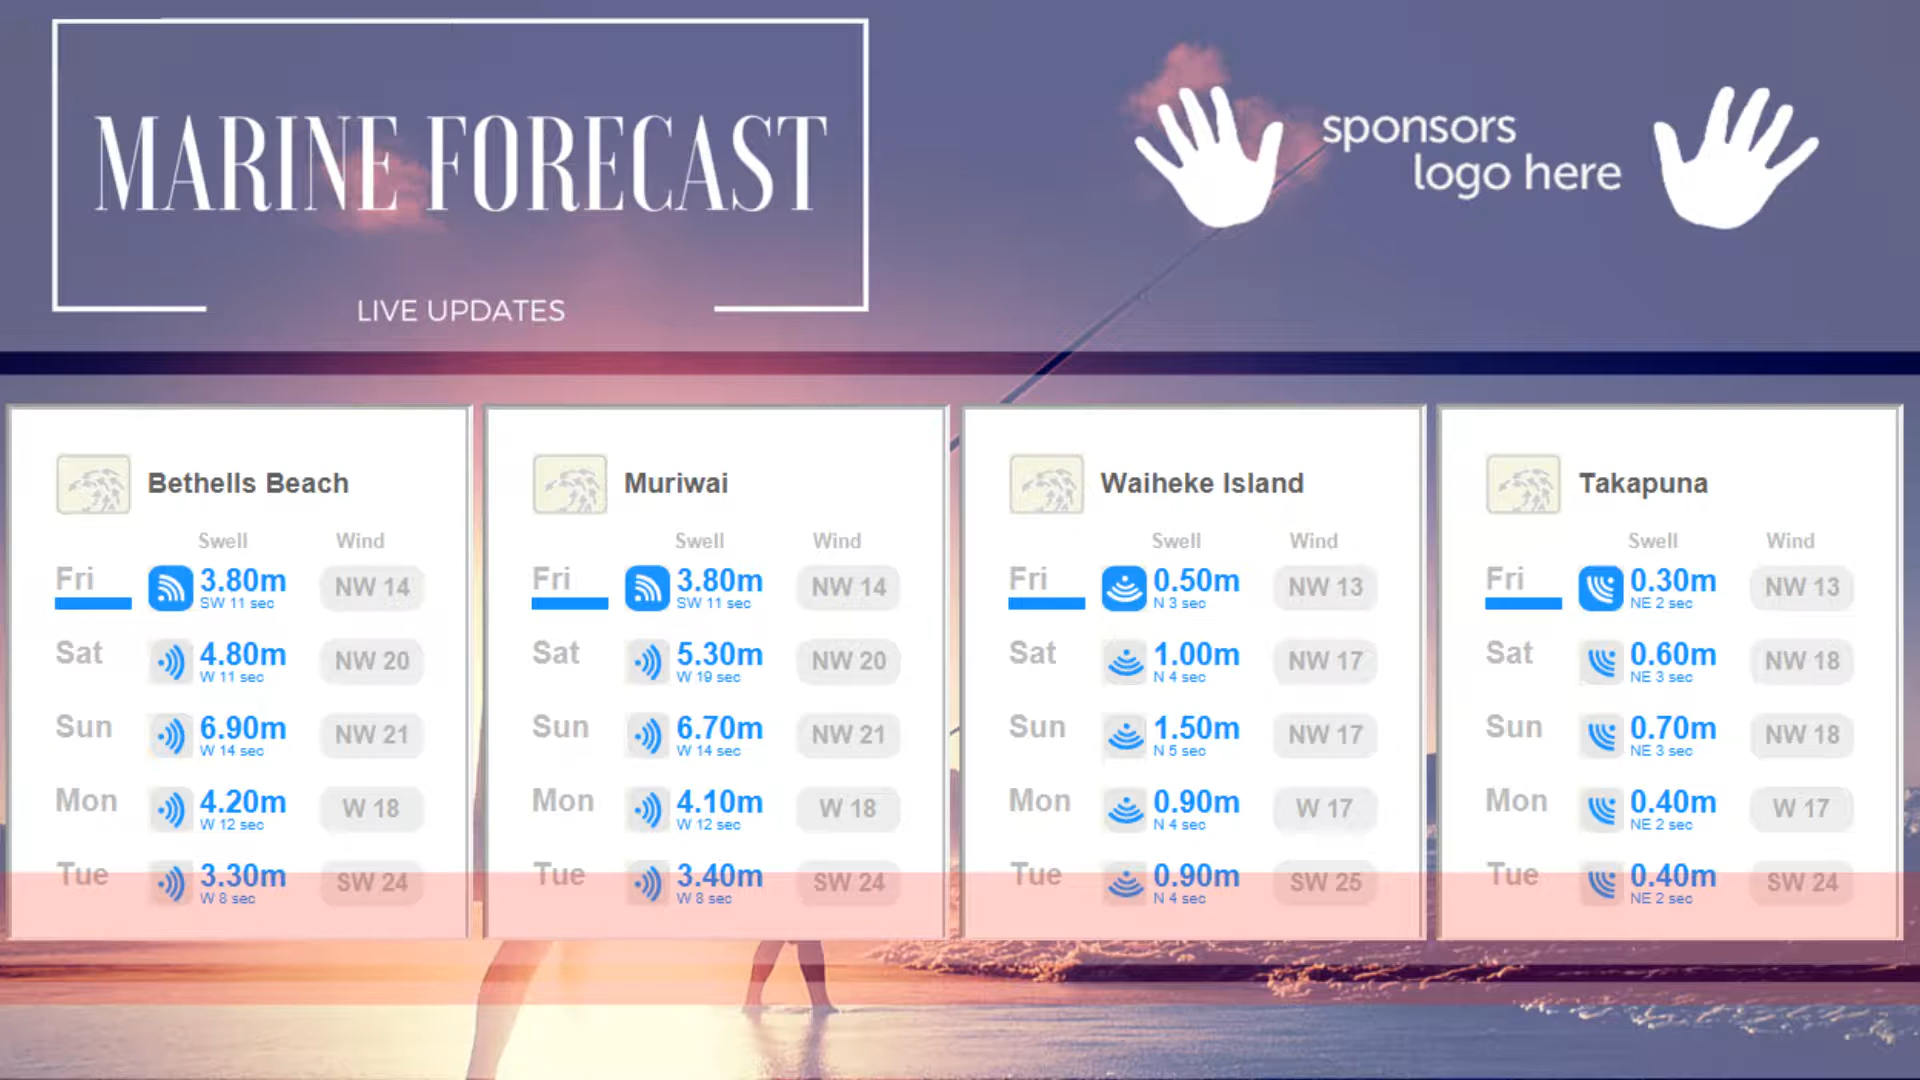 MARINE FORECAST
LIVE UPDATES
sponsors
logo here
Bethells Beach
Swell Wind
Fri 3.80m NW 14
SW 11 sec
Sat 4.80m NW 20
W 11 sec
Sun 6.90m NW 21
W 14 sec
Mon 4.20m W 18
W 12 sec
Tue 3.30m SW 24
W 8 sec
Muriwai
Swell Wind
Fri 3.80m NW 14
SW 11 sec
Sat 5.30m NW 20
W 19 sec
Sun 6.70m NW 21
W 14 sec
Mon 4.10m W 18
W 12 sec
Tue 3.40m SW 24
W 8 sec
Waiheke Island
Swell Wind
Fri 0.50m NW 13
N 3 sec
Sat 1.00m NW 17
N 4 sec
Sun 1.50m NW 17
N 5 sec
Mon 0.90m W 17
N 4 sec
Tue 0.90m SW 25
N 4 sec
Takapuna
Swell Wind
Fri 0.30m NW 13
NE 2 sec
Sat 0.60m NW 18
NE 3 sec
Sun 0.70m NW 18
NE 3 sec
Mon 0.40m W 17
NE 2 sec
Tue 0.40m SW 24
NE 2 sec